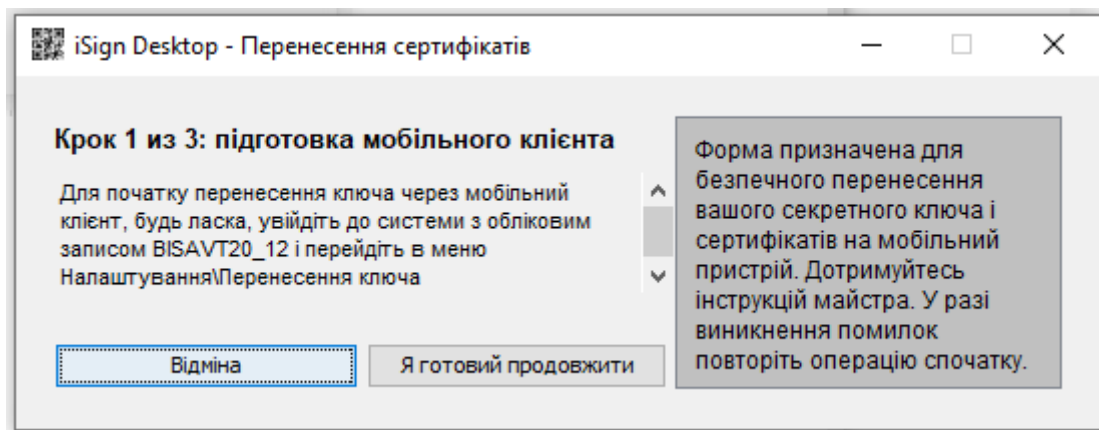 iSign Desktop - Перенесення сертифікатів
Крок 1 из 3: підготовка мобільного клієнта
Для початку перенесення ключа через мобільний
клієнт, будь ласка, увійдіть до системи з обліковим
записом BISAVT20_12 і перейдіть в меню
Налаштування\Перенесення ключа
Відміна
Я готовий продовжити
Форма призначена для
безпечного перенесення
вашого секретного ключа і
сертифікатів на мобільний
пристрій. Дотримуйтесь
інструкцій майстра. У разі
виникнення помилок
повторіть операцію спочатку.